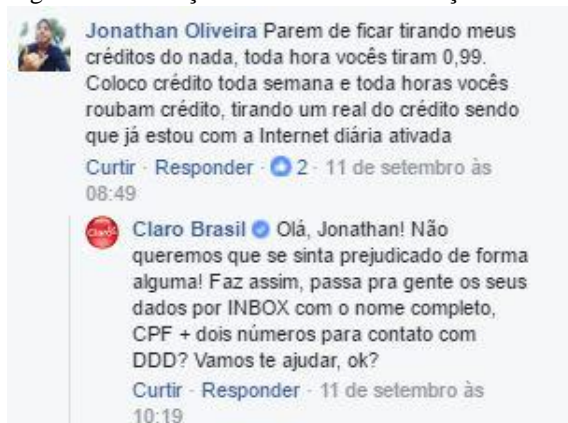 Jonathan Oliveira Parem de ficar tirando meus
créditos do nada, toda hora vocês tiram 0,99.
Coloco crédito toda semana e toda horas vocês
roubam crédito, tirando um real do crédito sendo
que já estou com a Internet diária ativada
Curtir · Responder · 2 · 11 de setembro às
08:49
Claro Brasil Olá, Jonathan! Não
queremos que se sinta prejudicado de forma
alguma! Faz assim, passa pra gente os seus
dados por INBOX com o nome completo,
CPF + dois números para contato com
DDD? Vamos te ajudar, ok?
Curtir · Responder · 11 de setembro às
10:19